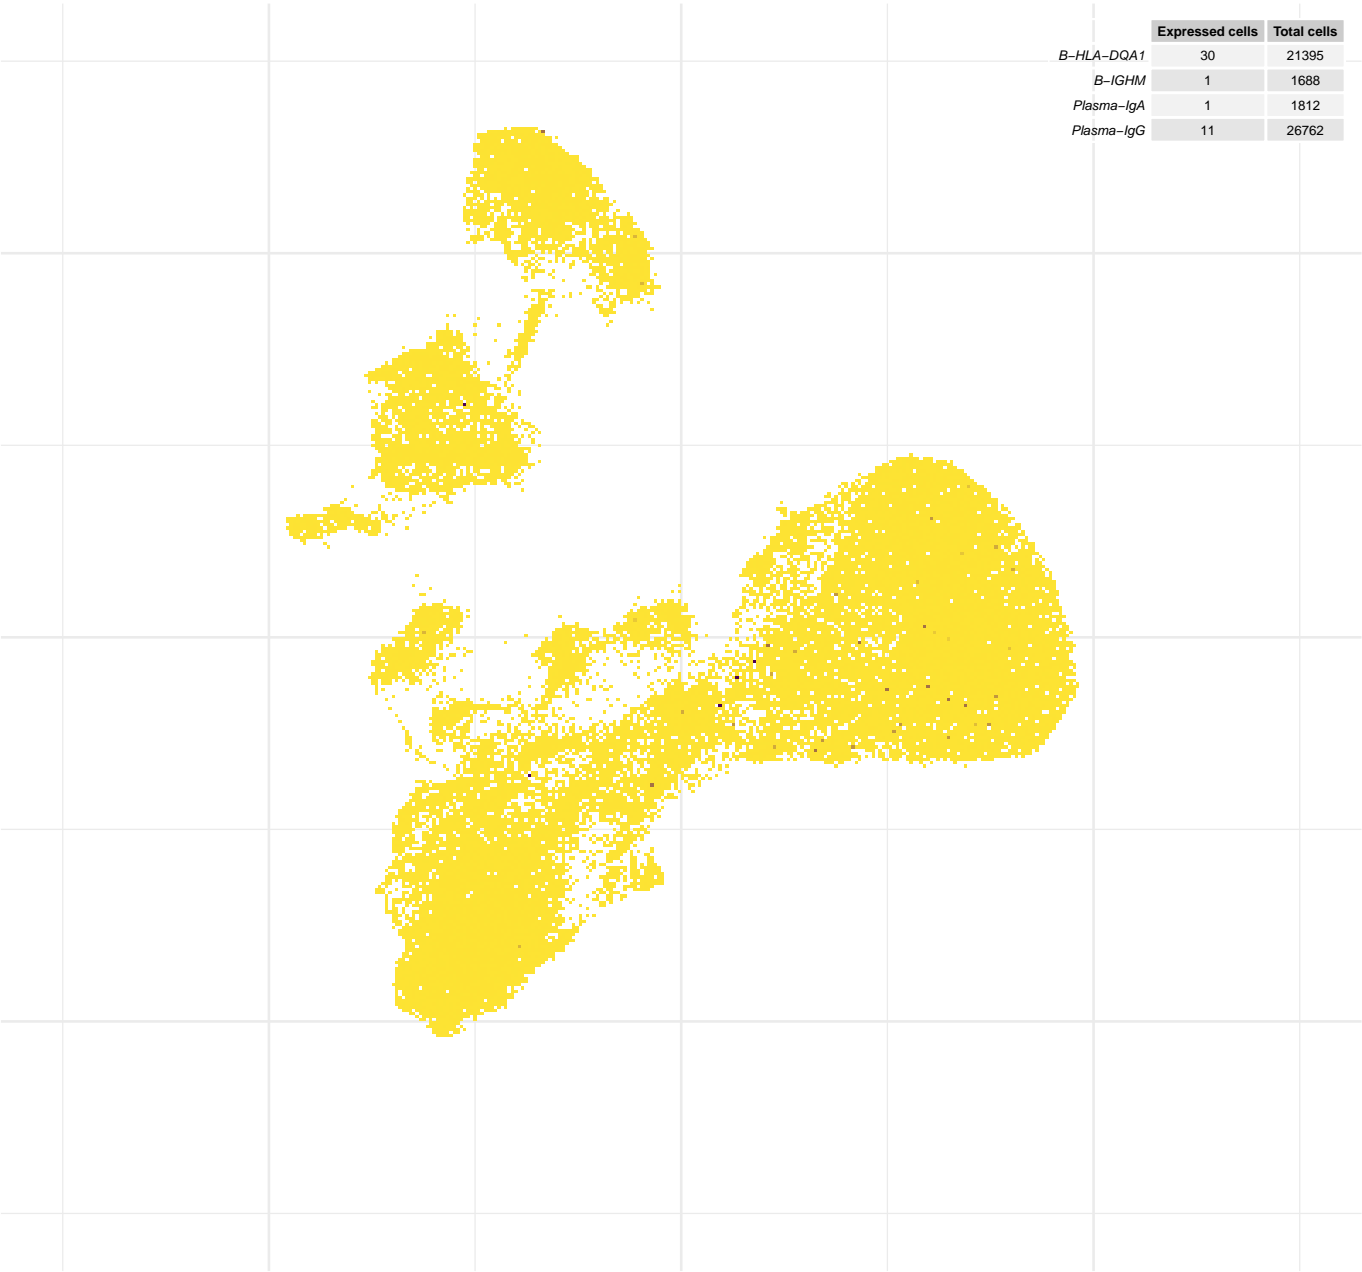 Expressed cells Total cells
B−HLA−DQA1 30 21395
B−IGHM 1 1688
Plasma−IgA 1 1812
Plasma−IgG 11 26762